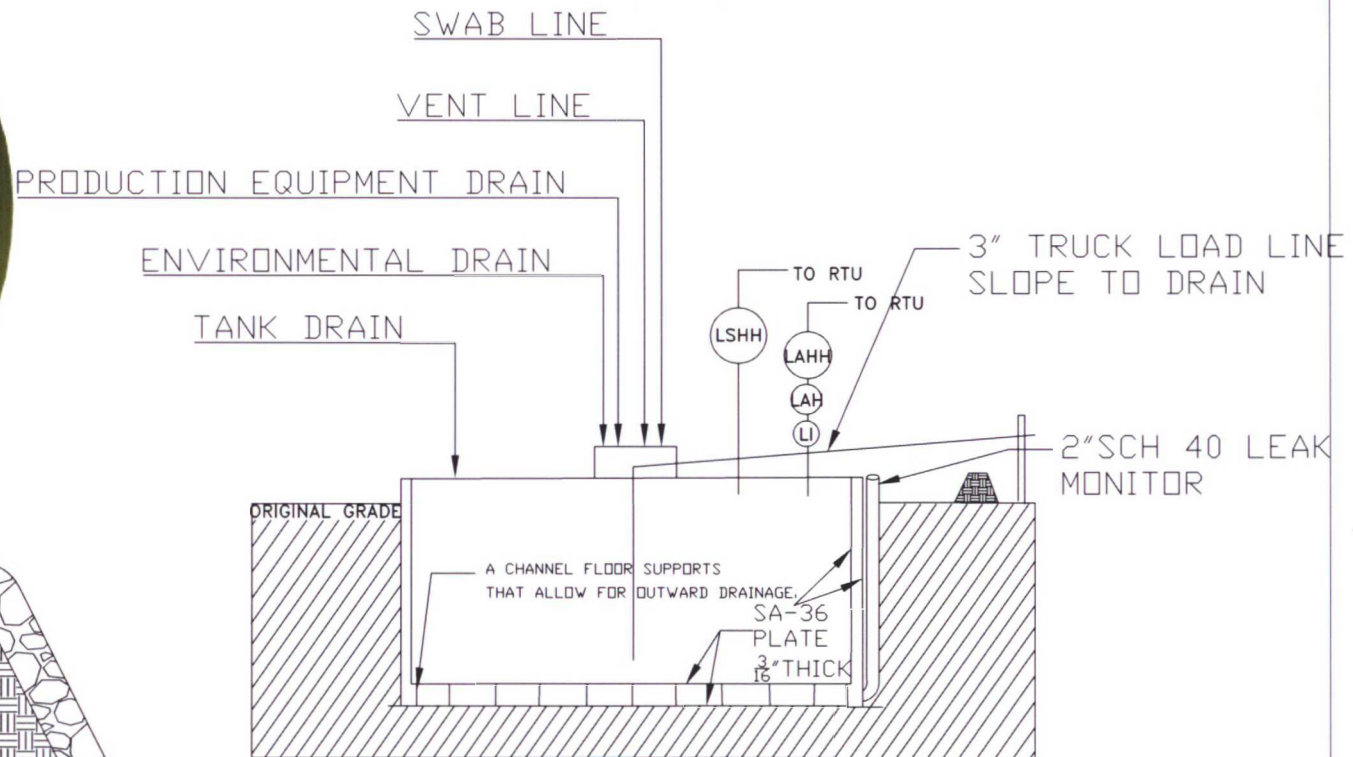 SWAB LINE
VENT LINE
PRODUCTION EQUIPMENT DRAIN
ENVIRONMENTAL DRAIN
TANK DRAIN
TO RTU
TO RTU
3" TRUCK LOAD LINE
SLOPE TO DRAIN
LSHH
LAHH
LAH
LI
2"SCH 40 LEAK
MONITOR
ORIGINAL GRADE
A CHANNEL FLOOR SUPPORTS
THAT ALLOW FOR OUTWARD DRAINAGE.
SA-36
PLATE
3/16"THICK